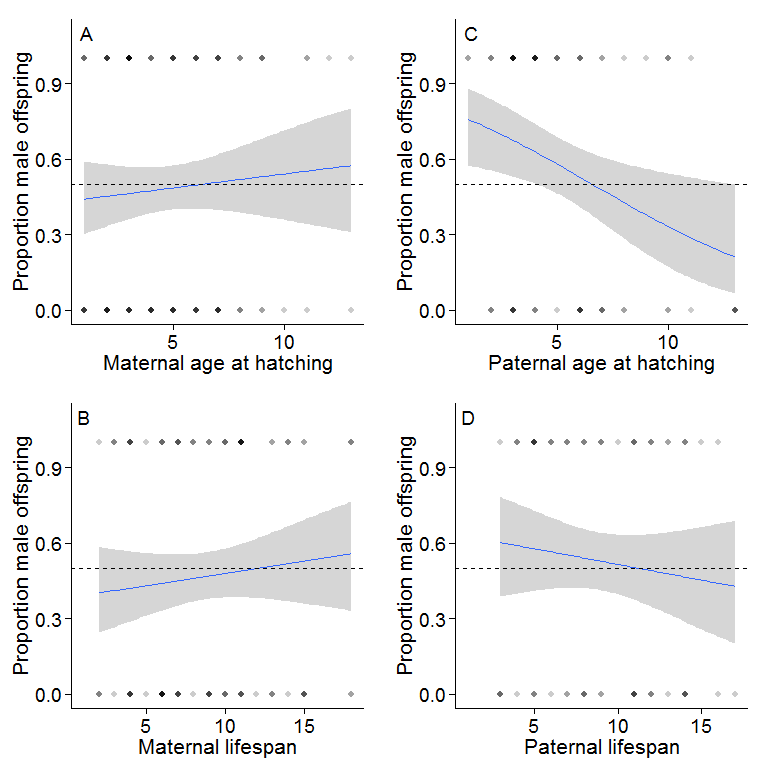 A
Proportion male offspring
0.9
0.6
0.3
0.0
5
10
Maternal age at hatching
C
Proportion male offspring
0.9
0.6
0.3
0.0
5
10
Paternal age at hatching
B
Proportion male offspring
0.9
0.6
0.3
0.0
5
10
15
Maternal lifespan
D
Proportion male offspring
0.9
0.6
0.3
0.0
5
10
15
Paternal lifespan